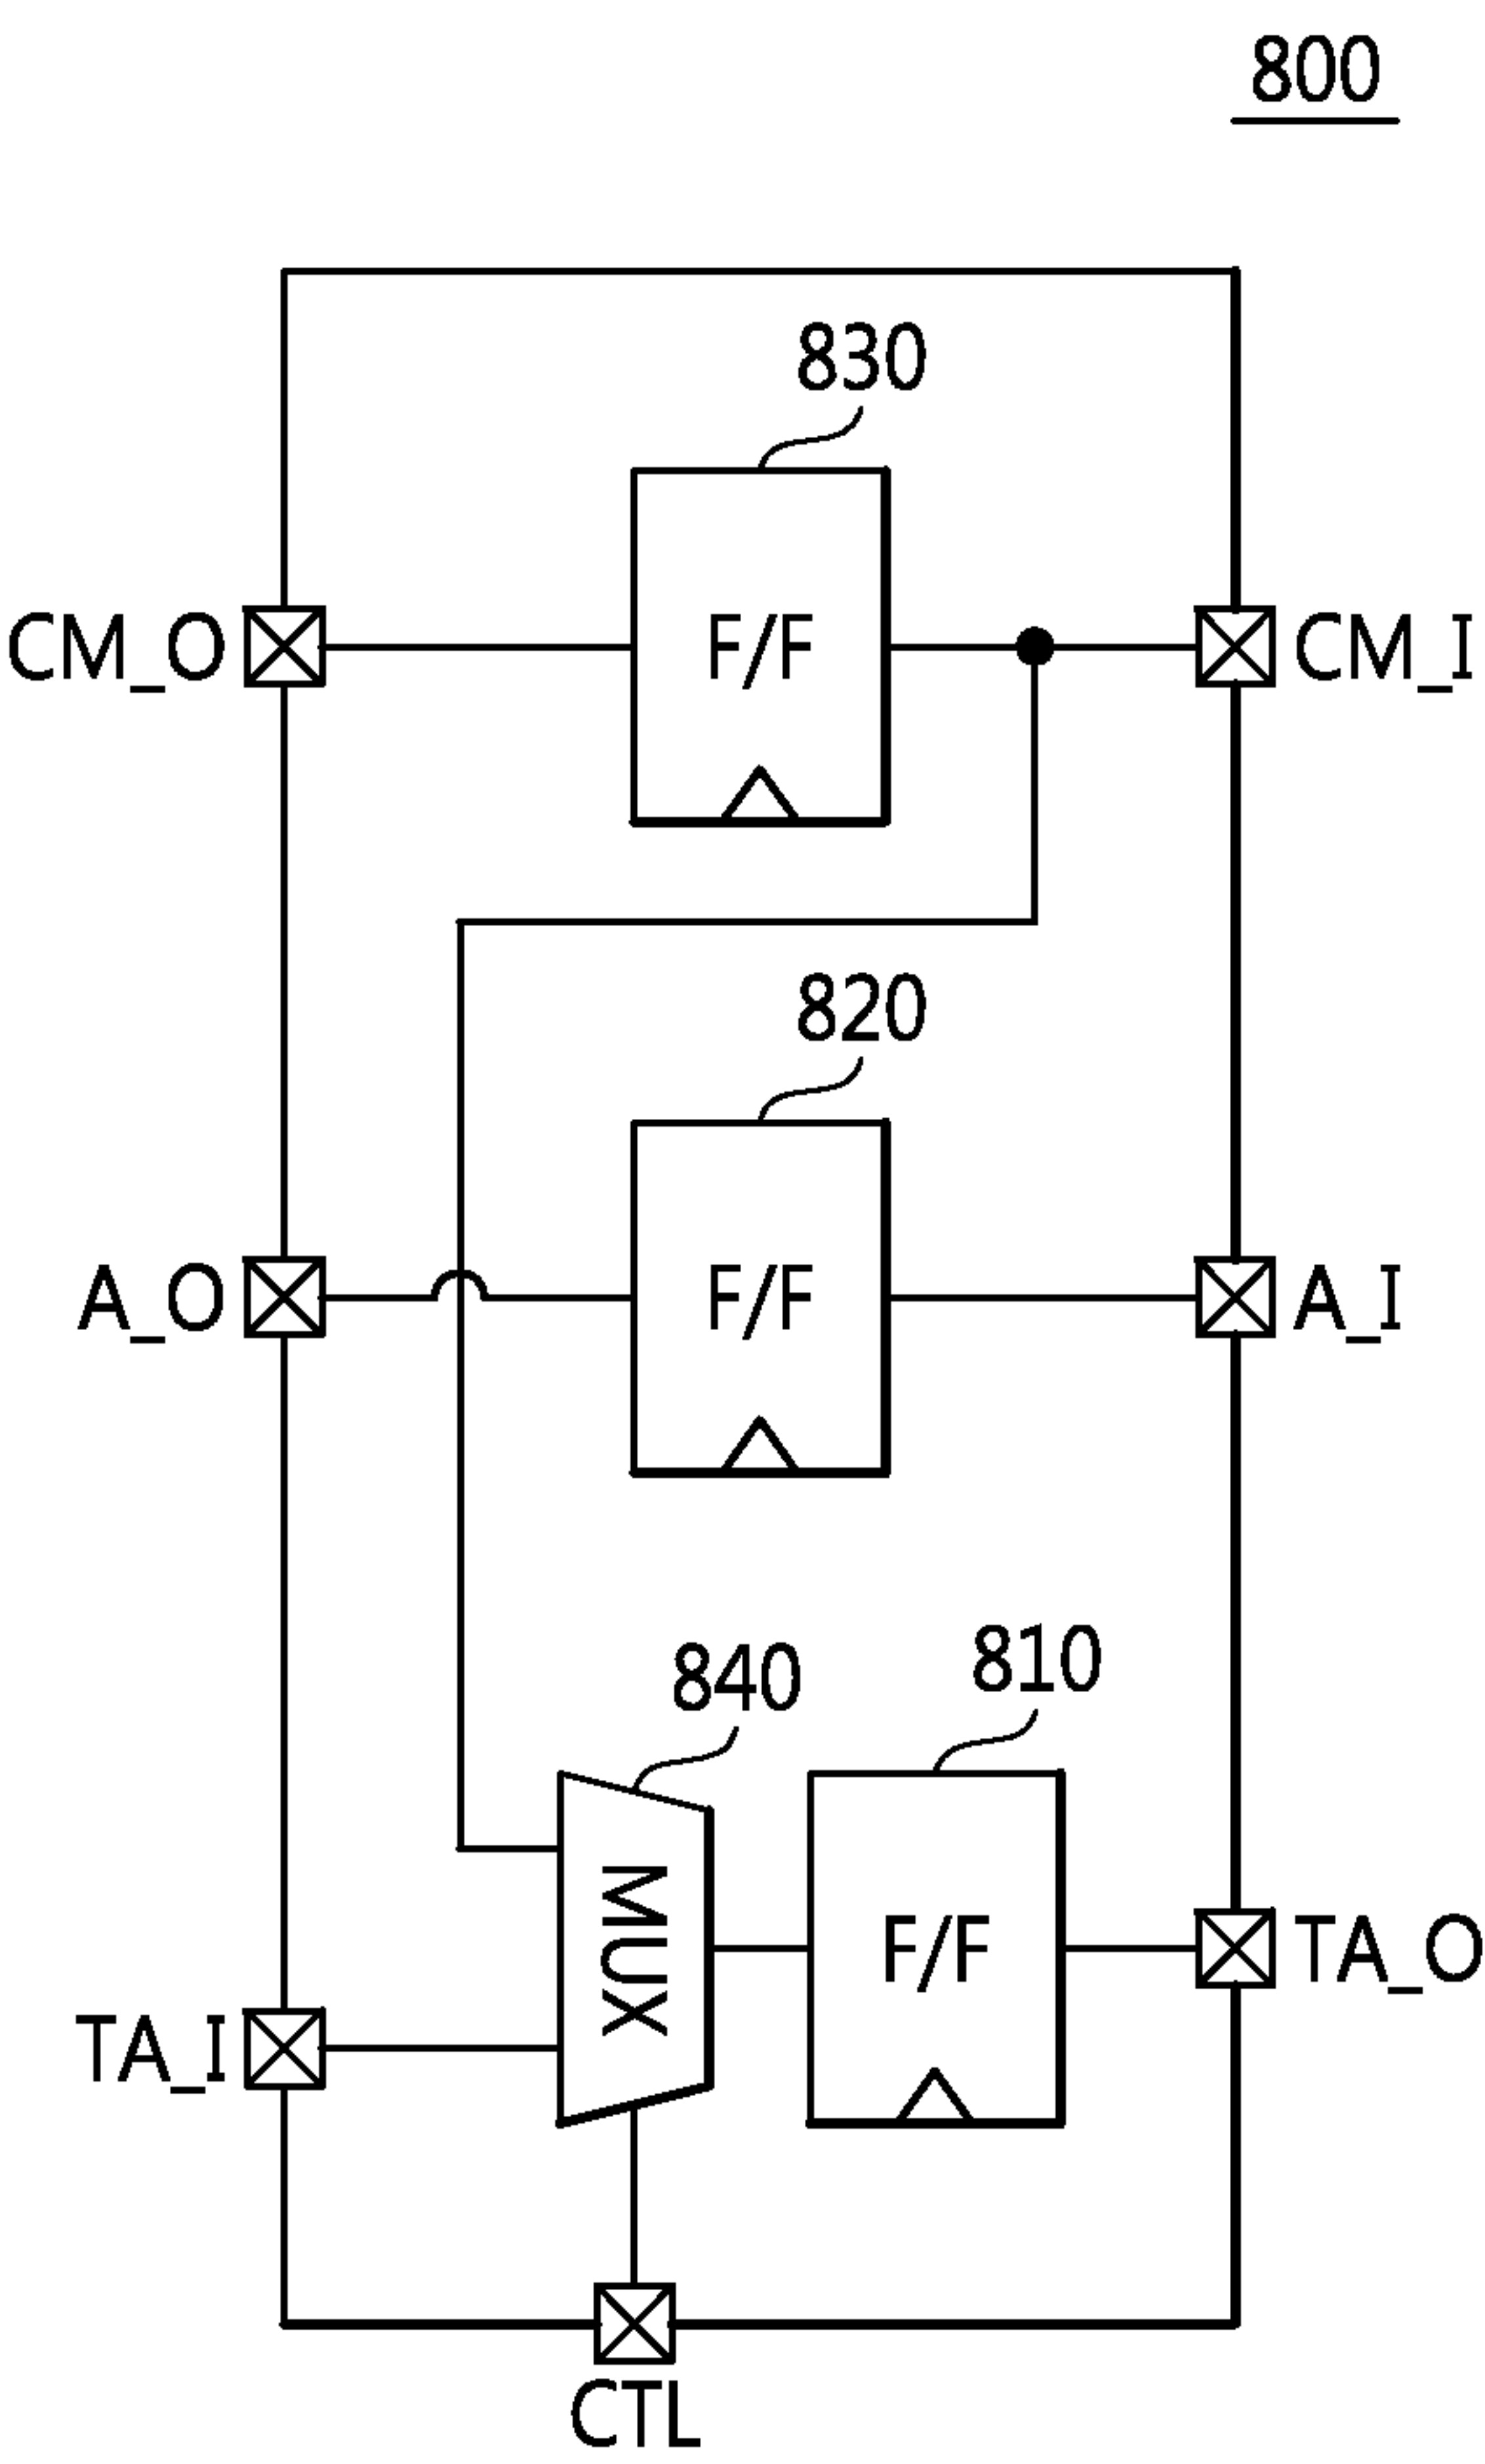 800
830
CM_O
F/F
CM_I
820
A_O
F/F
A_I
840
810
MUX
F/F
TA_O
TA_I
CTL